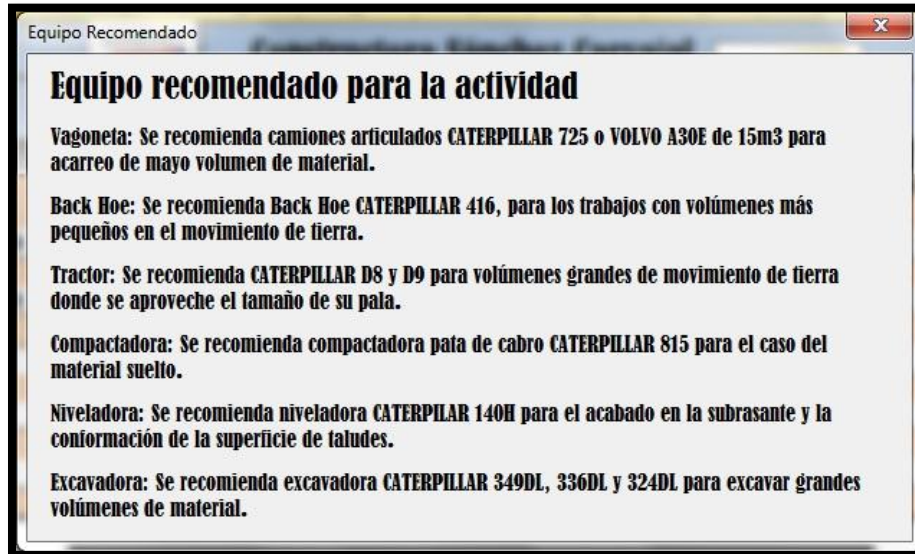 Equipo Recomendado
Equipo recomendado para la actividad
Vagoneta: Se recomienda camiones articulados CATERPILLAR 725 o VOLVO A30E de 15m3 para
acarreo de mayo volumen de material.
Back Hoe: Se recomienda Back Hoe CATERPILLAR 416, para los trabajos con volúmenes más
pequeños en el movimiento de tierra.
Tractor: Se recomienda CATERPILLAR D8 y D9 para volúmenes grandes de movimiento de tierra
donde se aproveche el tamaño de su pala.
Compactadora: Se recomienda compactadora pata de cabro CATERPILLAR 815 para el caso del
material suelto.
Niveladora: Se recomienda niveladora CATERPILAR 140H para el acabado en la subrasante y la
conformación de la superficie de taludes.
Excavadora: Se recomienda excavadora CATERPILLAR 349DL, 336DL y 324DL para excavar grandes
volúmenes de material.